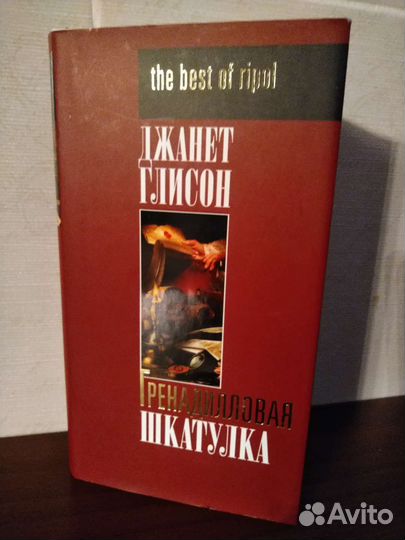 the best of ripol
ДЖАНЕТ
ГЛИСОН
ГРЕНАДИЛЛОВАЯ
ШКАТУЛКА
Avito